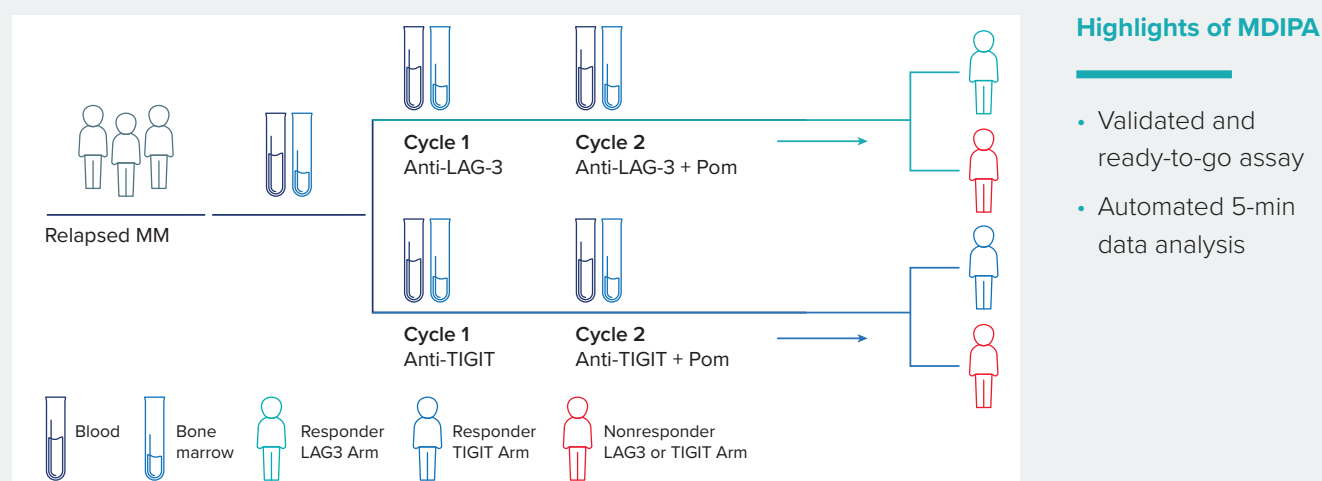 Highlights of MDIPA
• Validated and
ready-to-go assay
• Automated 5-min
data analysis
Relapsed MM
Cycle 1
Anti-LAG-3
Cycle 2
Anti-LAG-3 + Pom
Cycle 1
Anti-TIGIT
Cycle 2
Anti-TIGIT + Pom
Blood
Bone
marrow
Responder
LAG3 Arm
Responder
TIGIT Arm
Nonresponder
LAG3 or TIGIT Arm